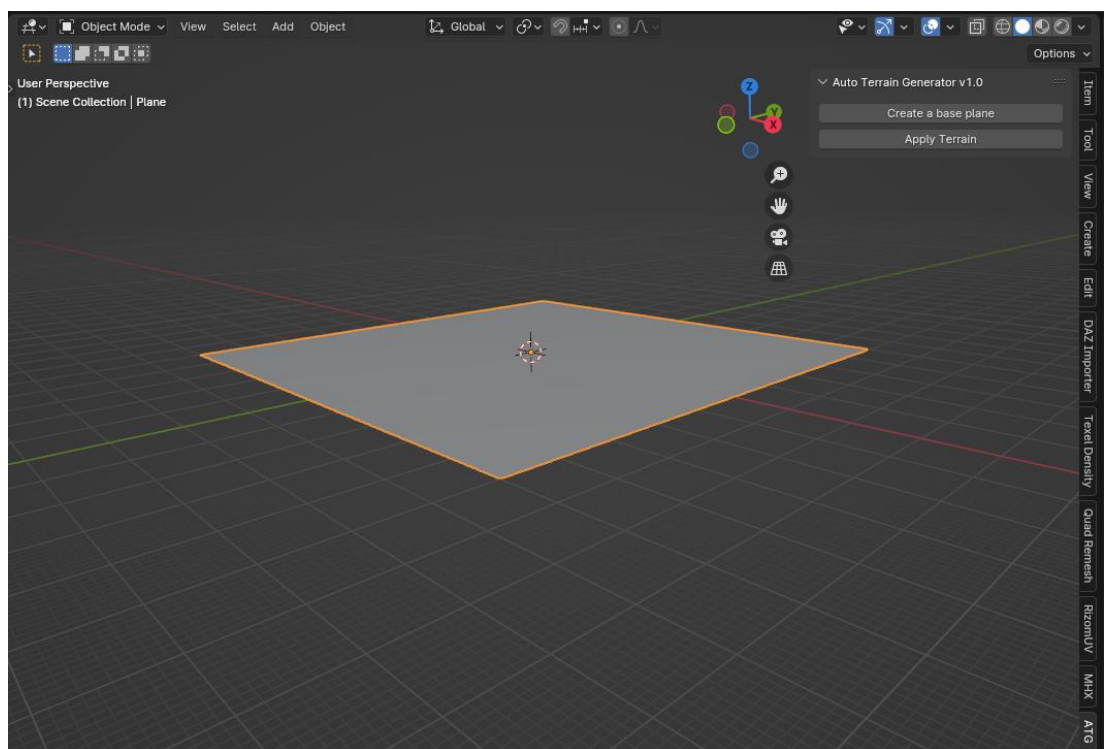 Object Mode View Select Add Object Global
Options
User Perspective
(1) Scene Collection | Plane
Auto Terrain Generator v1.0
Create a base plane
Apply Terrain
Z
Y
X
Item
Tool
View
Create
Edit
DAZ Importer
Texel Density
Quad Remesh
RizomUV
MHX
ATG